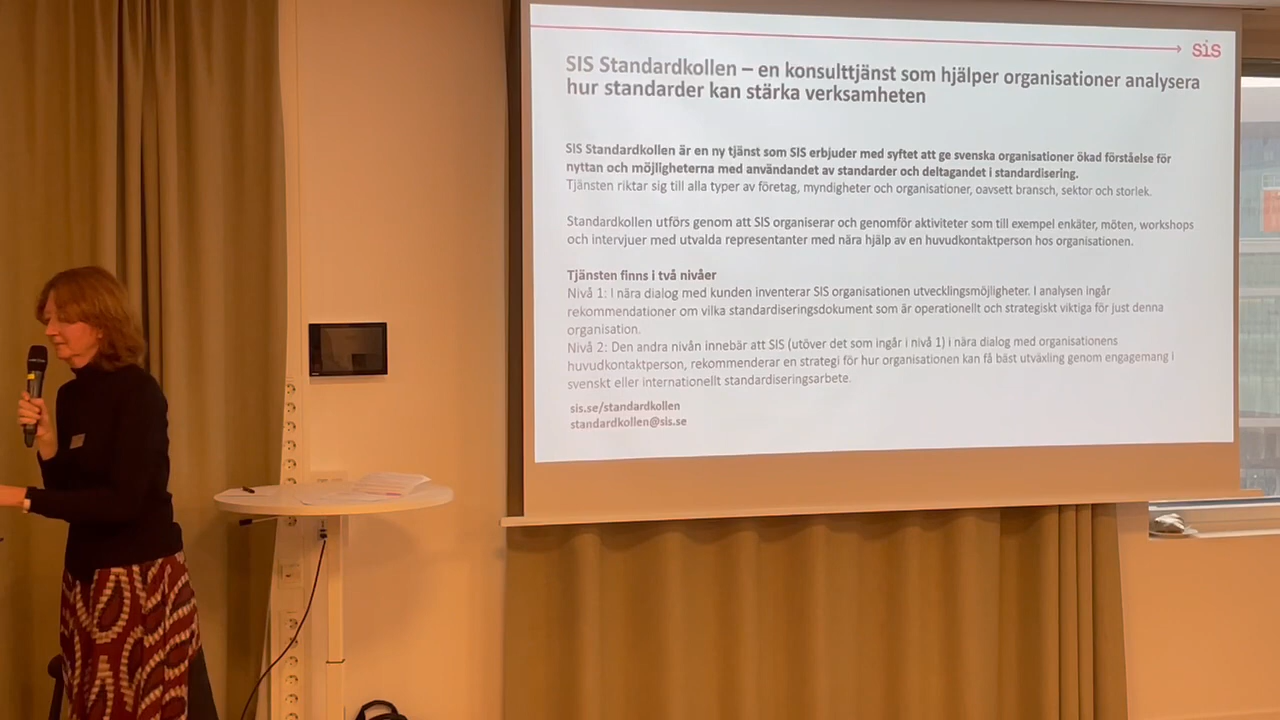 sis
SIS Standardkollen – en konsulttjänst som hjälper organisationer analysera
hur standarder kan stärka verksamheten
SIS Standardkollen är en ny tjänst som SIS erbjuder med syftet att ge svenska organisationer ökad förståelse för
nyttan och möjligheterna med användandet av standarder och deltagandet i standardisering.
Tjänsten riktar sig till alla typer av företag, myndigheter och organisationer, oavsett bransch, sektor och storlek.
Standardkollen utförs genom att SIS organiserar och genomför aktiviteter som till exempel enkäter, möten, workshops
och intervjuer med utvalda representanter med nära hjälp av en huvudkontaktperson hos organisationen.
Tjänsten finns i två nivåer
Nivå 1: I nära dialog med kunden inventerar SIS organisationen utvecklingsmöjligheter. I analysen ingår
rekommendationer om vilka standardiseringsdokument som är operationellt och strategiskt viktiga för just denna
organisation.
Nivå 2: Den andra nivån innebär att SIS (utöver det som ingår i nivå 1) i nära dialog med organisationens
huvudkontaktperson, rekommenderar en strategi för hur organisationen kan få bäst utväxling genom engagemang i
svenskt eller internationellt standardiseringsarbete.
sis.se/standardkollen
standardkollen@sis.se